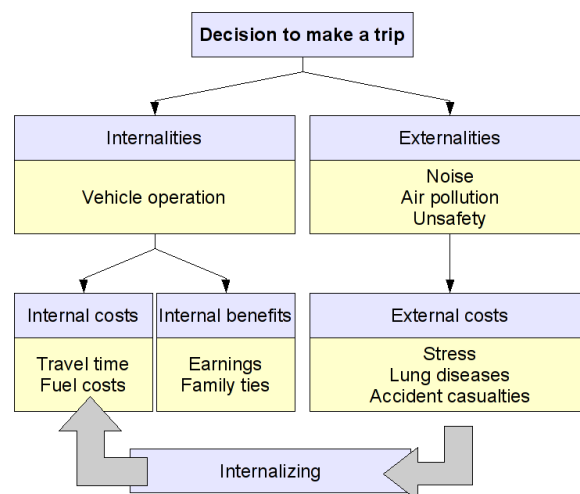 Decision to make a trip
Internalities
Vehicle operation
Externalities
Noise
Air pollution
Unsafety
Internal costs
Travel time
Fuel costs
Internal benefits
Earnings
Family ties
External costs
Stress
Lung diseases
Accident casualties
Internalizing